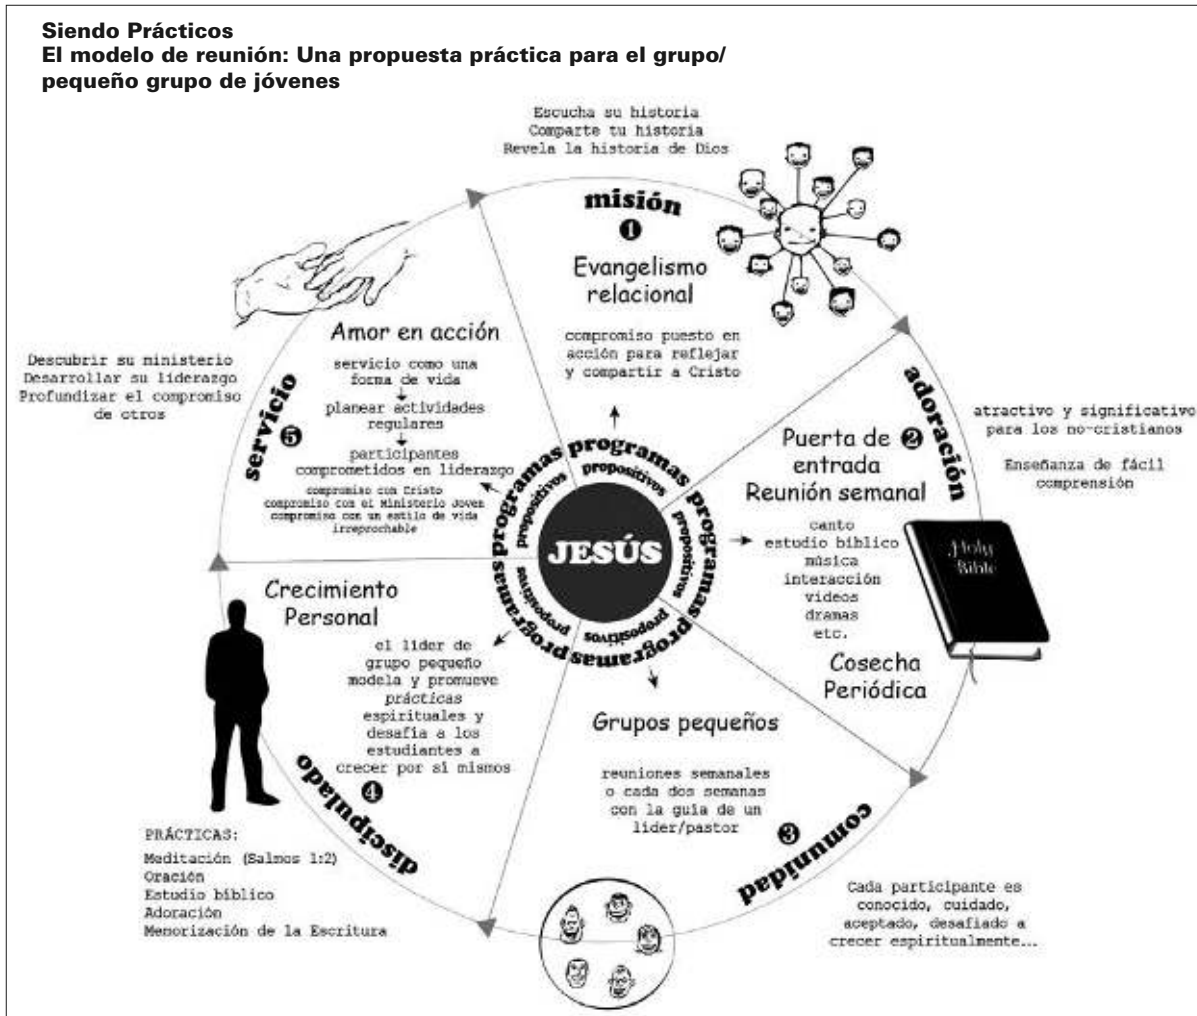 Siendo Prácticos
El modelo de reunión: Una propuesta práctica para el grupo/
pequeño grupo de jóvenes
Escucha su historia
Comparte tu historia
Revela la historia de Dios
misión
1
Evangelismo
relacional
compromiso puesto en
acción para reflejar
y compartir a Cristo
adoración
2
Puerta de
entrada
Reunión semanal
canto
estudio bíblico
música
interacción
videos
dramas
etc.
Cosecha
Periódica
atractivo y significativo
para los no-cristianos
Enseñanza de fácil
comprensión
Holy
Bible
comunidad
3
Grupos pequeños
reuniones semanales
o cada dos semanas
con la guía de un
líder/pastor
Cada participante es
conocido, cuidado,
aceptado, desafiado a
crecer espiritualmente...
discipulado
4
Crecimiento
Personal
el líder de
grupo pequeño
modela y promueve
prácticas
espirituales y
desafía a los
estudiantes a
crecer por sí mismos
PRÁCTICAS:
Meditación (Salmos 1:2)
Oración
Estudio bíblico
Adoración
Menorización de la Escritura
servicio
5
Amor en acción
servicio como una
forma de vida
planear actividades
regulares
participantes
comprometidos en liderazgo
compromiso con Cristo
compromiso con el Ministerio Joven
compromiso con un estilo de vida
irreprochable
Descubrir su ministerio
Desarrollar su liderazgo
Profundizar el compromiso
de otros
programas programas programas programas programas
propositivos propositivos propositivos propositivos propositivos
JESÚS